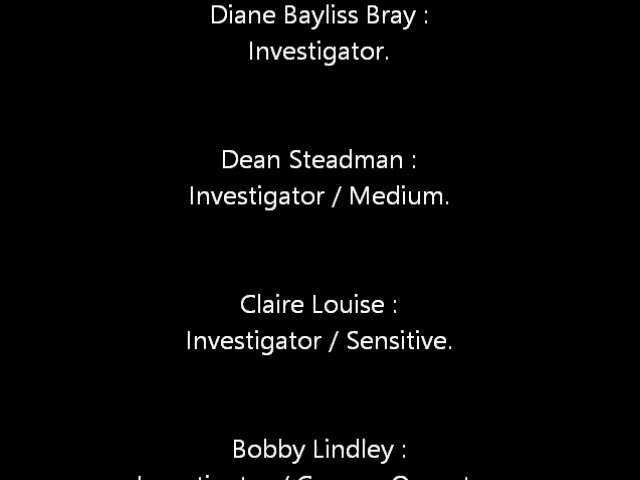 Diane Bayliss Bray :
Investigator.
Dean Steadman :
Investigator / Medium.
Claire Louise :
Investigator / Sensitive.
Bobby Lindley :